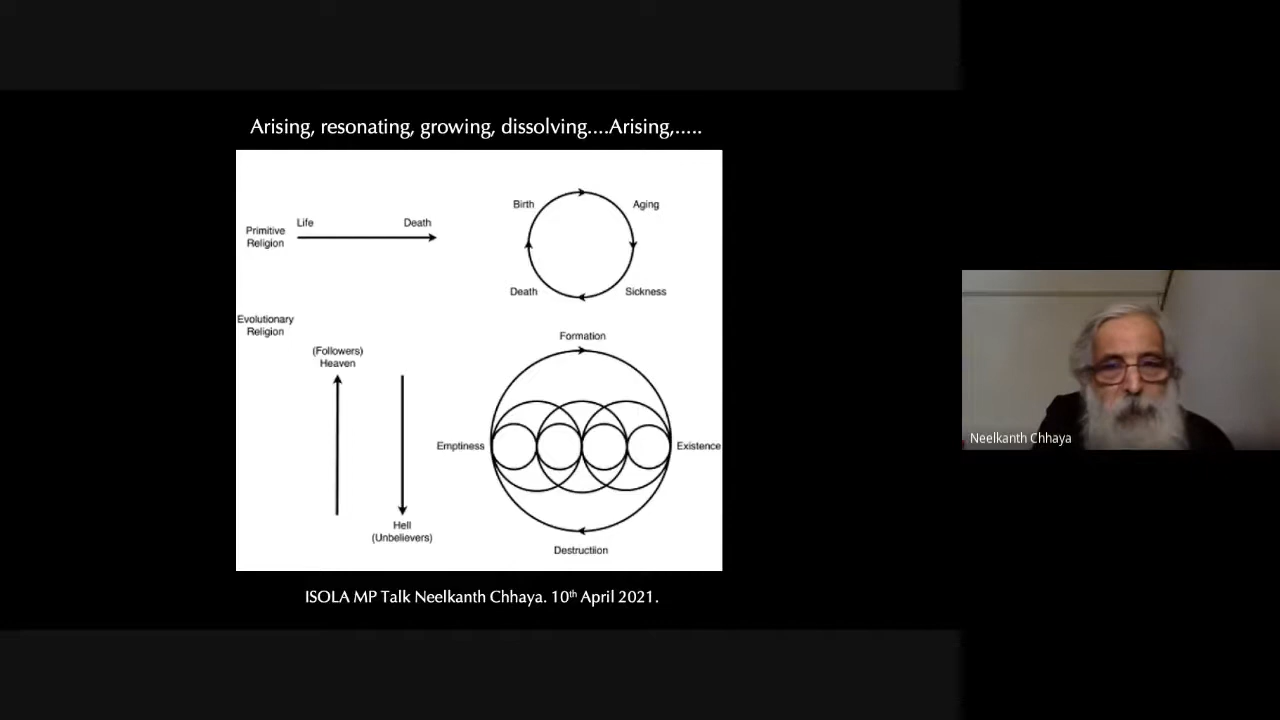 Arising, resonating, growing, dissolving....Arising,.....
Primitive
Religion
Life
Death
Birth
Aging
Death
Sickness
Evolutionary
Religion
(Followers)
Heaven
Hell
(Unbelievers)
Formation
Emptiness
Existence
Destructiion
ISOLA MP Talk Neelkanth Chhaya. 10th April 2021.
Neelkanth Chhaya